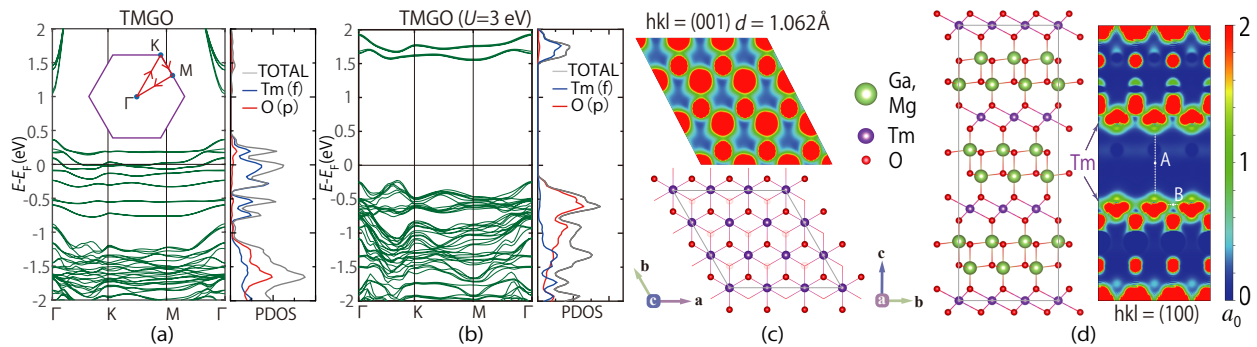 TMGO
2
1.5
1
0.5
0
-0.5
-1
-1.5
2
E-E_F (eV)
K
M
Γ
TOTAL
Tm (f)
O (p)
Γ K M Γ
PDOS
(a)
TMGO (U=3 eV)
2
1.5
1
0.5
0
-0.5
-1
-1.5
2
E-E_F (eV)
TOTAL
Tm (f)
O (p)
Γ K M Γ
PDOS
(b)
hkl = (001) d = 1.062Å
b
c
a
(c)
Ga,
Mg
Tm
O
c
a
b
Tm
A
B
2
1
0
a₀
hkl = (100)
(d)